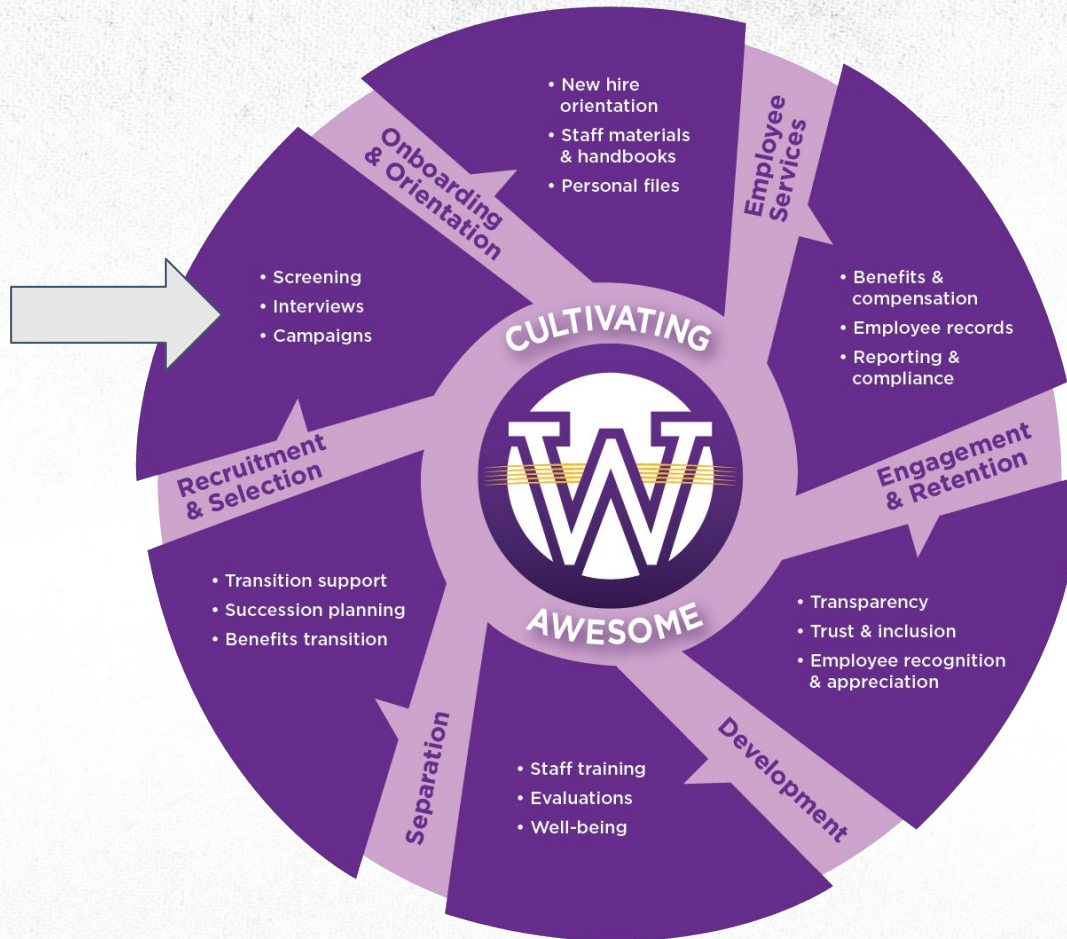 CULTIVATING
W
AWESOME
Recruitment
& Selection
• Screening
• Interviews
• Campaigns
Onboarding
& Orientation
• New hire
orientation
• Staff materials
& handbooks
• Personal files
Employee
Services
• Benefits &
compensation
• Employee records
• Reporting &
compliance
Engagement
& Retention
• Transparency
• Trust & inclusion
• Employee recognition
& appreciation
Development
• Staff training
• Evaluations
• Well-being
Separation
• Transition support
• Succession planning
• Benefits transition